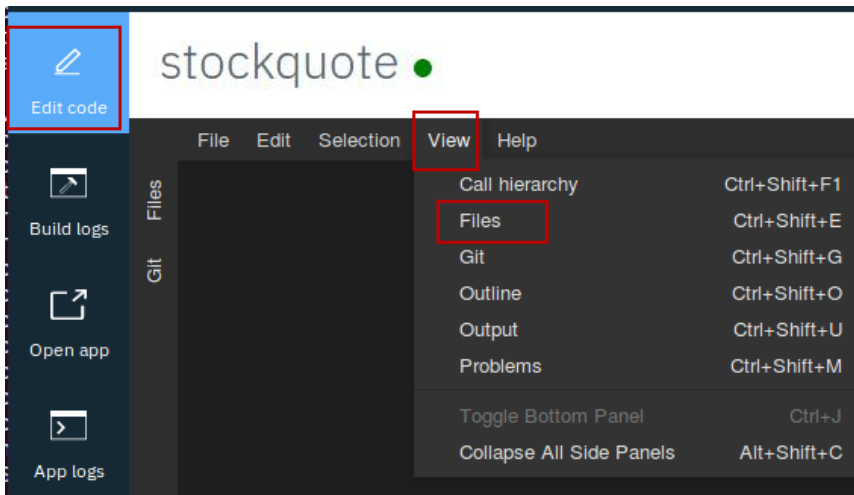 stockquote
Edit code
File Edit Selection View Help
Files
Git
Build logs
Open app
App logs
Call hierarchy Ctrl+Shift+F1
Files Ctrl+Shift+E
Git Ctrl+Shift+G
Outline Ctrl+Shift+O
Output Ctrl+Shift+U
Problems Ctrl+Shift+M
Toggle Bottom Panel Ctrl+J
Collapse All Side Panels Alt+Shift+C